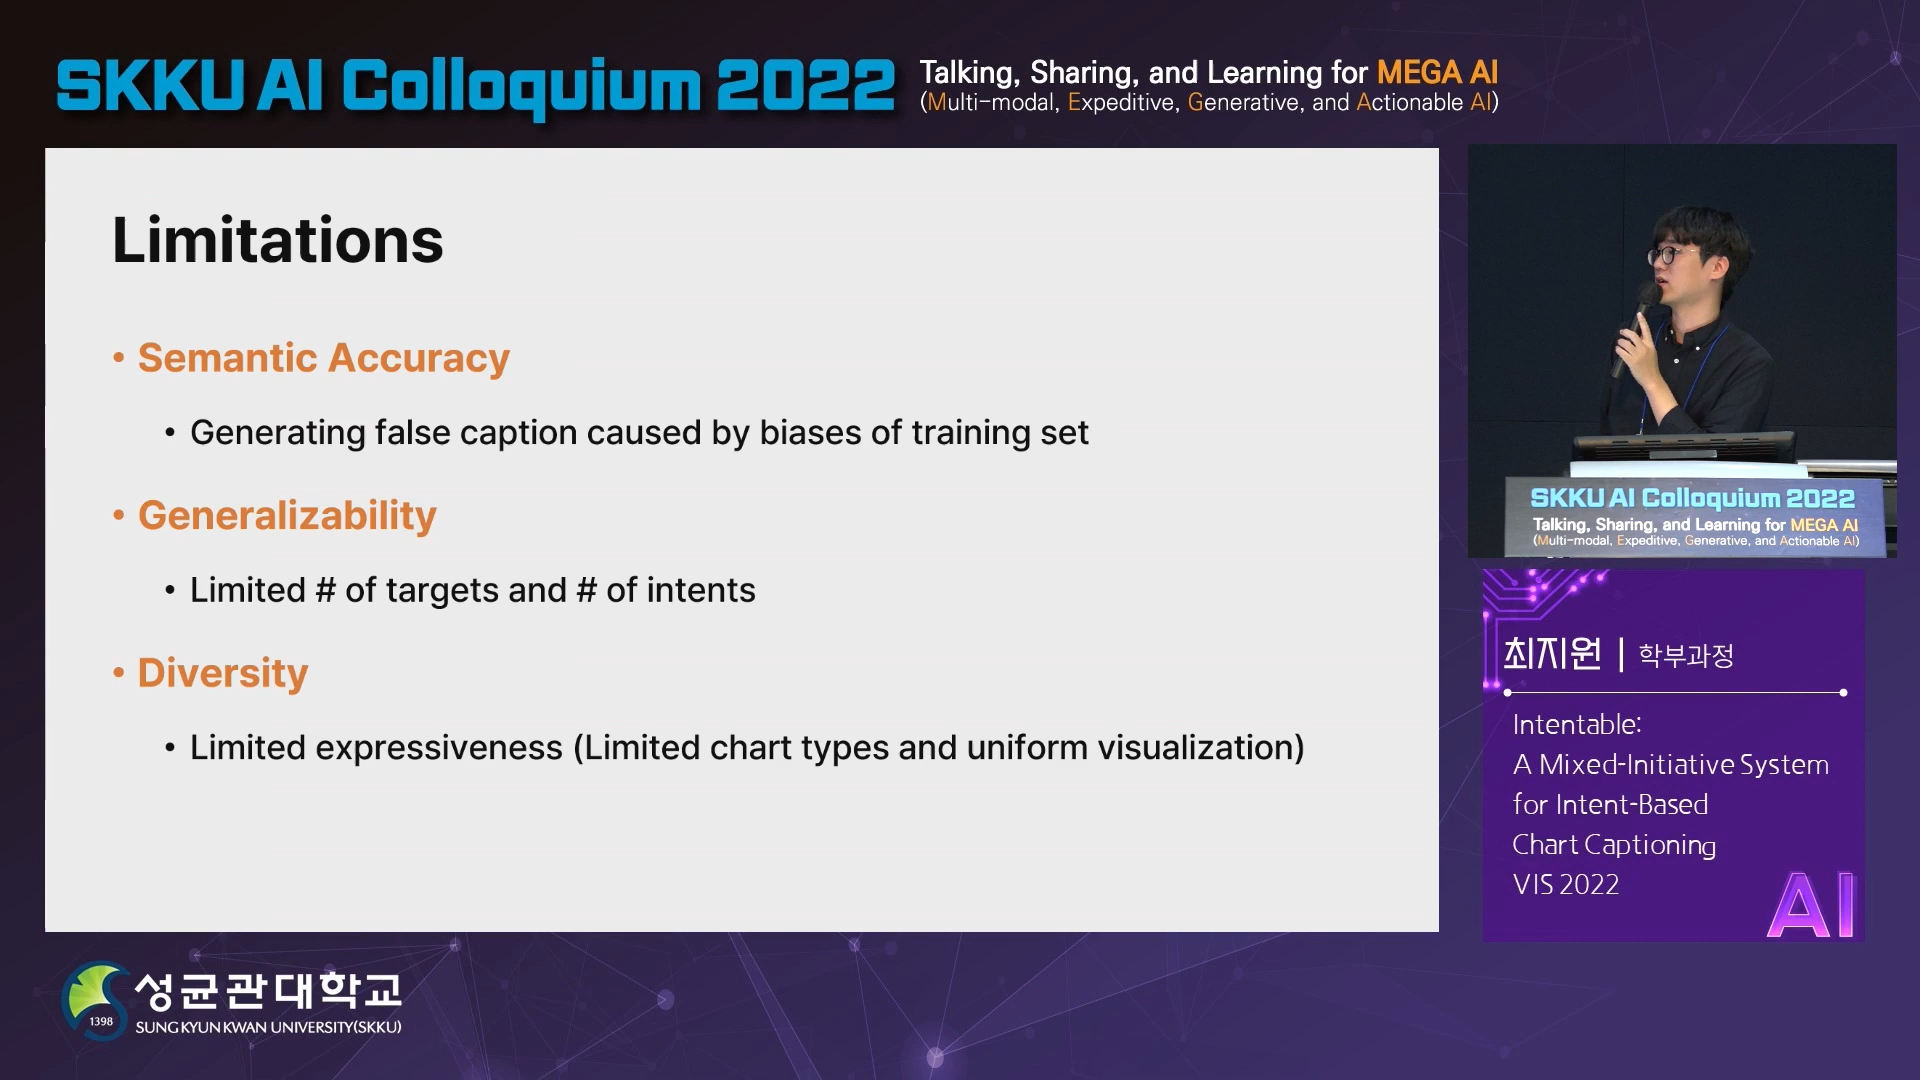 SKKU AI Colloquium 2022
Talking, Sharing, and Learning for MEGA AI
(Multi-modal, Expeditive, Generative, and Actionable AI)
Limitations
• Semantic Accuracy
• Generating false caption caused by biases of training set
• Generalizability
• Limited # of targets and # of intents
• Diversity
• Limited expressiveness (Limited chart types and uniform visualization)
SKKU AI Colloquium 2022
Talking, Sharing, and Learning for MEGA AI
(Multi-modal, Expeditive, Generative, and Actionable AI)
최지원 | 학부과정
Intentable:
A Mixed-Initiative System
for Intent-Based
Chart Captioning
VIS 2022
AI
성균관대학교
1398
SUNG KYUN KWAN UNIVERSITY(SKKU)